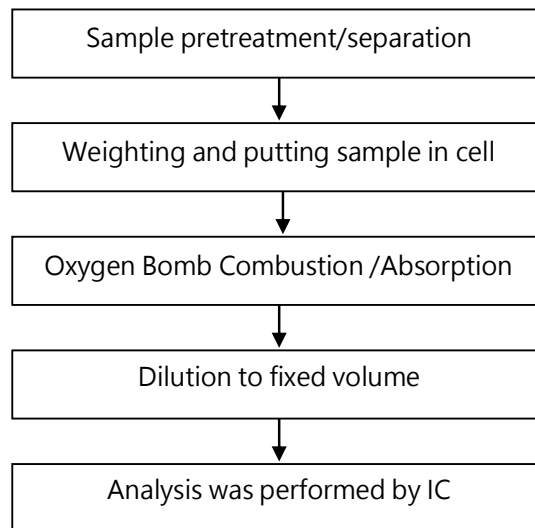 Sample pretreatment/separation
Weighting and putting sample in cell
Oxygen Bomb Combustion /Absorption
Dilution to fixed volume
Analysis was performed by IC